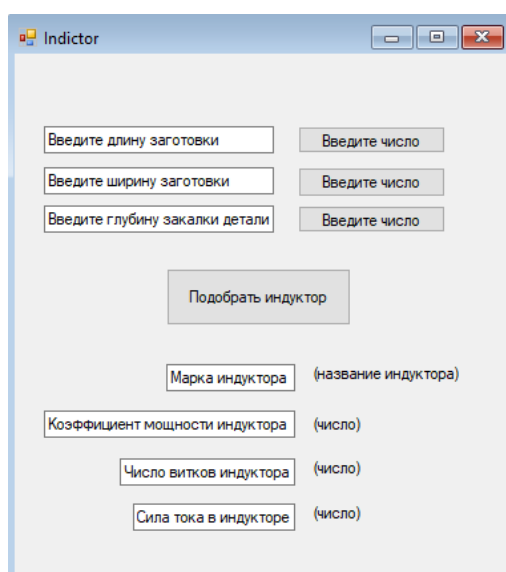 Indictor
Введите длину заготовки Введите число
Введите ширину заготовки Введите число
Введите глубину закалки детали Введите число
Подобрать индуктор
Марка индуктора (название индуктора)
Коэффициент мощности индуктора (число)
Число витков индуктора (число)
Сила тока в индукторе (число)